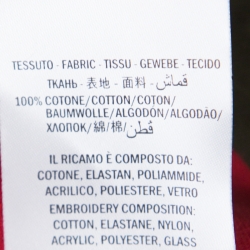 TESSUTO - FABRIC - TISSU - GEWEBE - TECIDO
ТКАНЬ - 表地 - 面料 - قماش
100% COTONE/COTTON/COTON/
BAUMWOLLE/ALGODÓN/ALGODÃO/
ХЛОПОК/綿/棉/قطن
IL RICAMO È COMPOSTO DA:
COTONE, ELASTAN, POLIAMMIDE,
ACRILICO, POLIESTERE, VETRO
EMBROIDERY COMPOSITION:
COTTON, ELASTANE, NYLON,
ACRYLIC, POLYESTER, GLASS